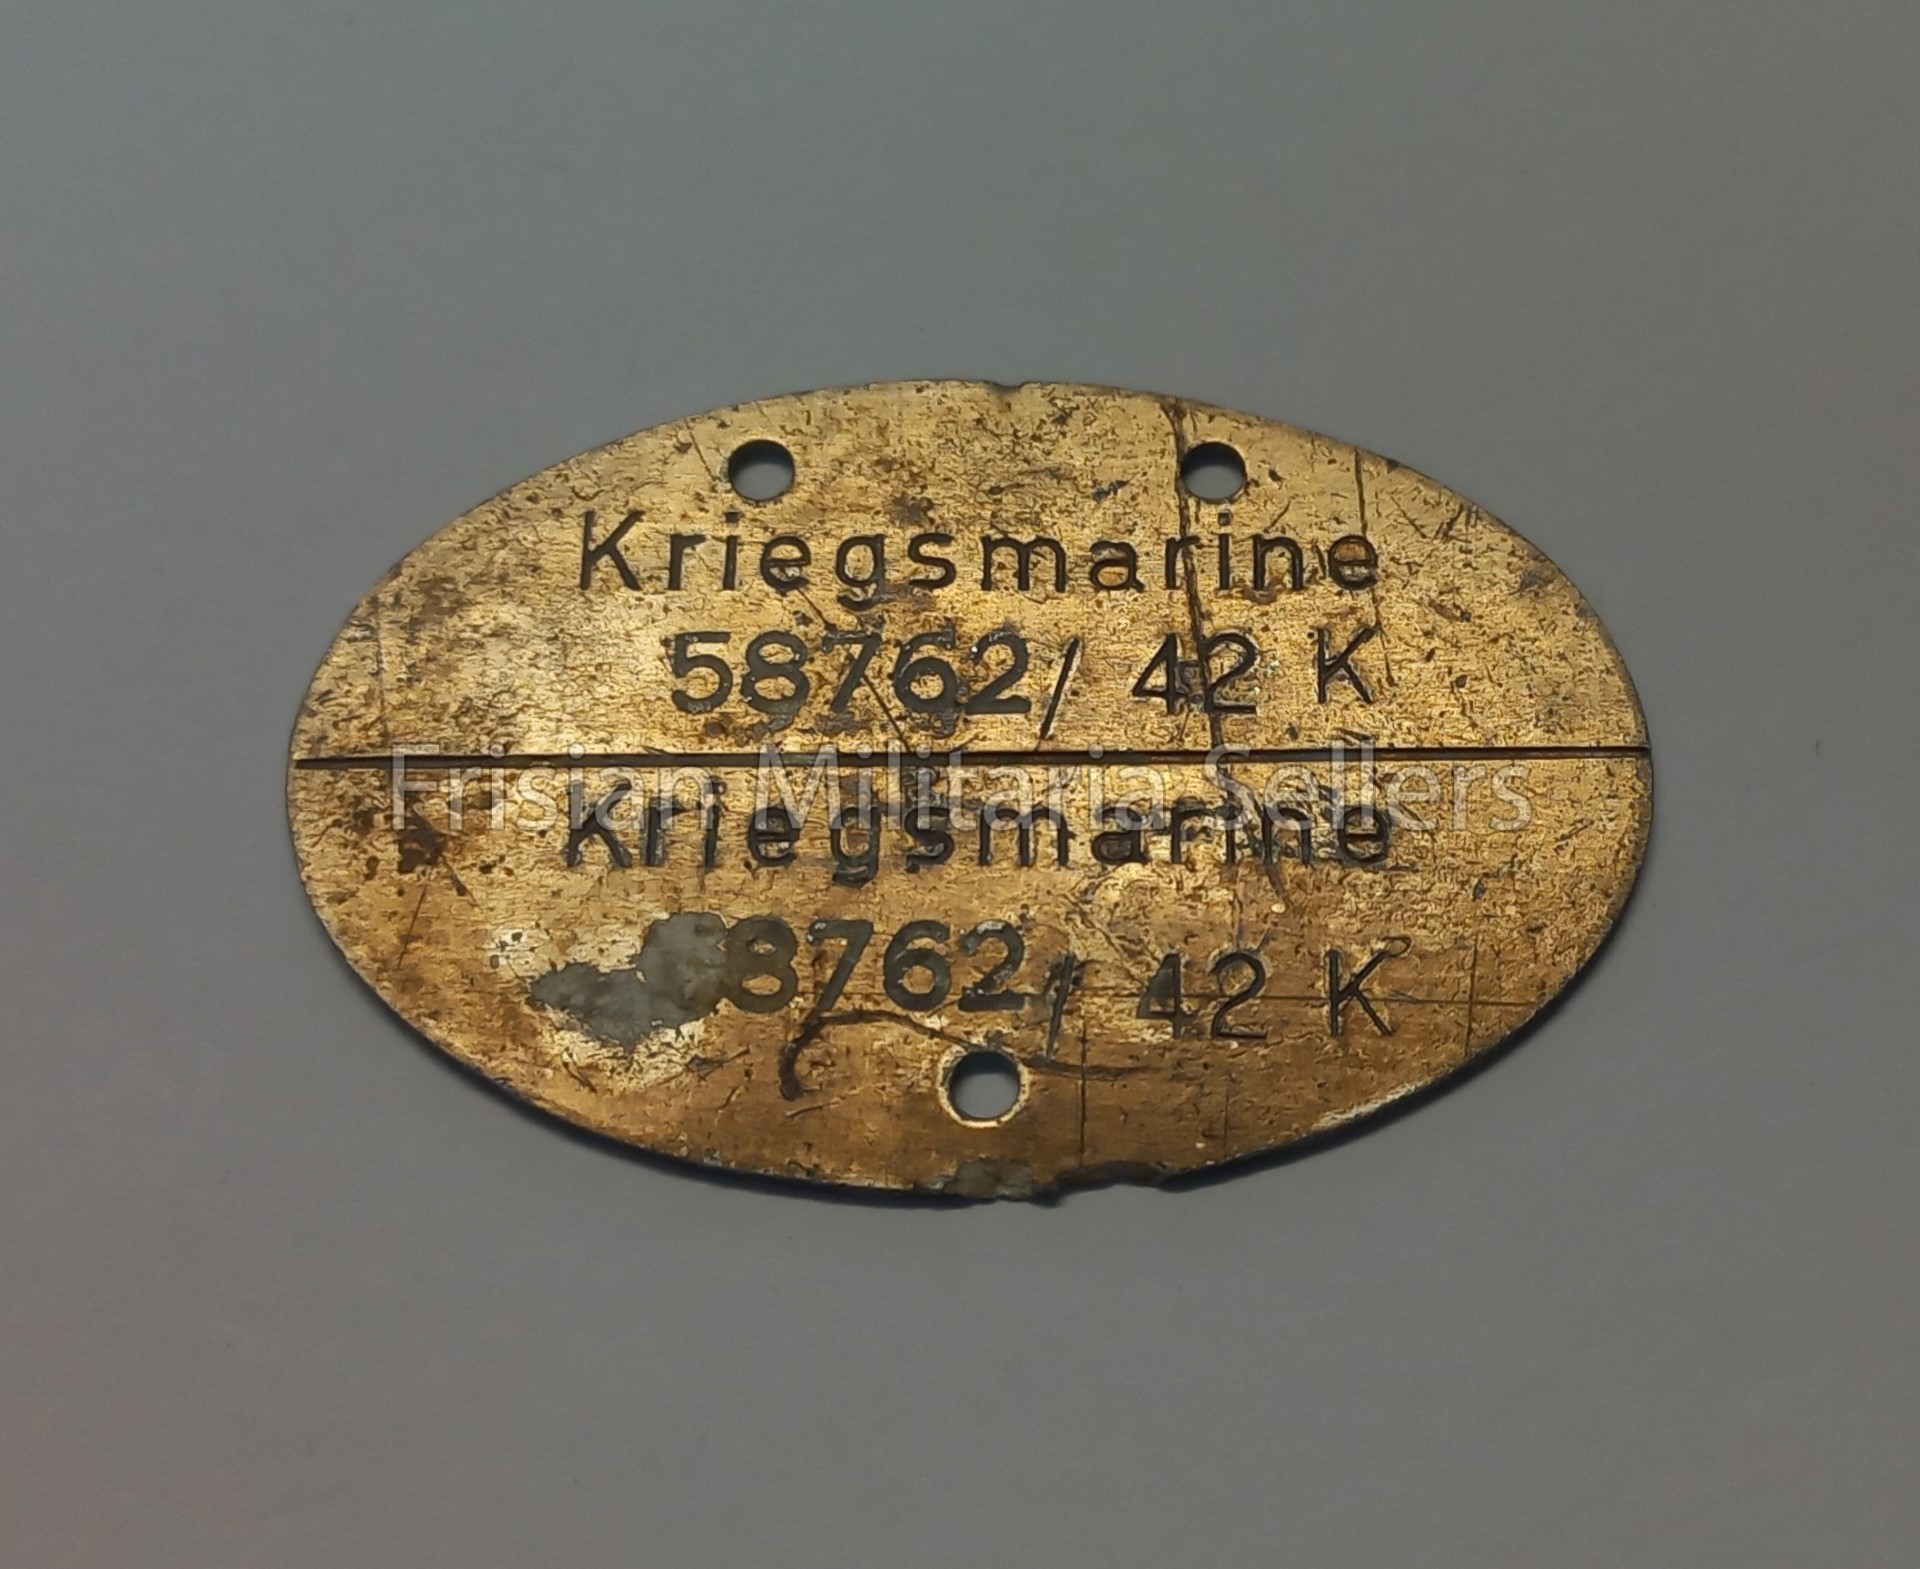 Kriegsmarine
58762/ 42 K
Frisian Militaria Sellers
Kriegsmarine
8762/ 42 K